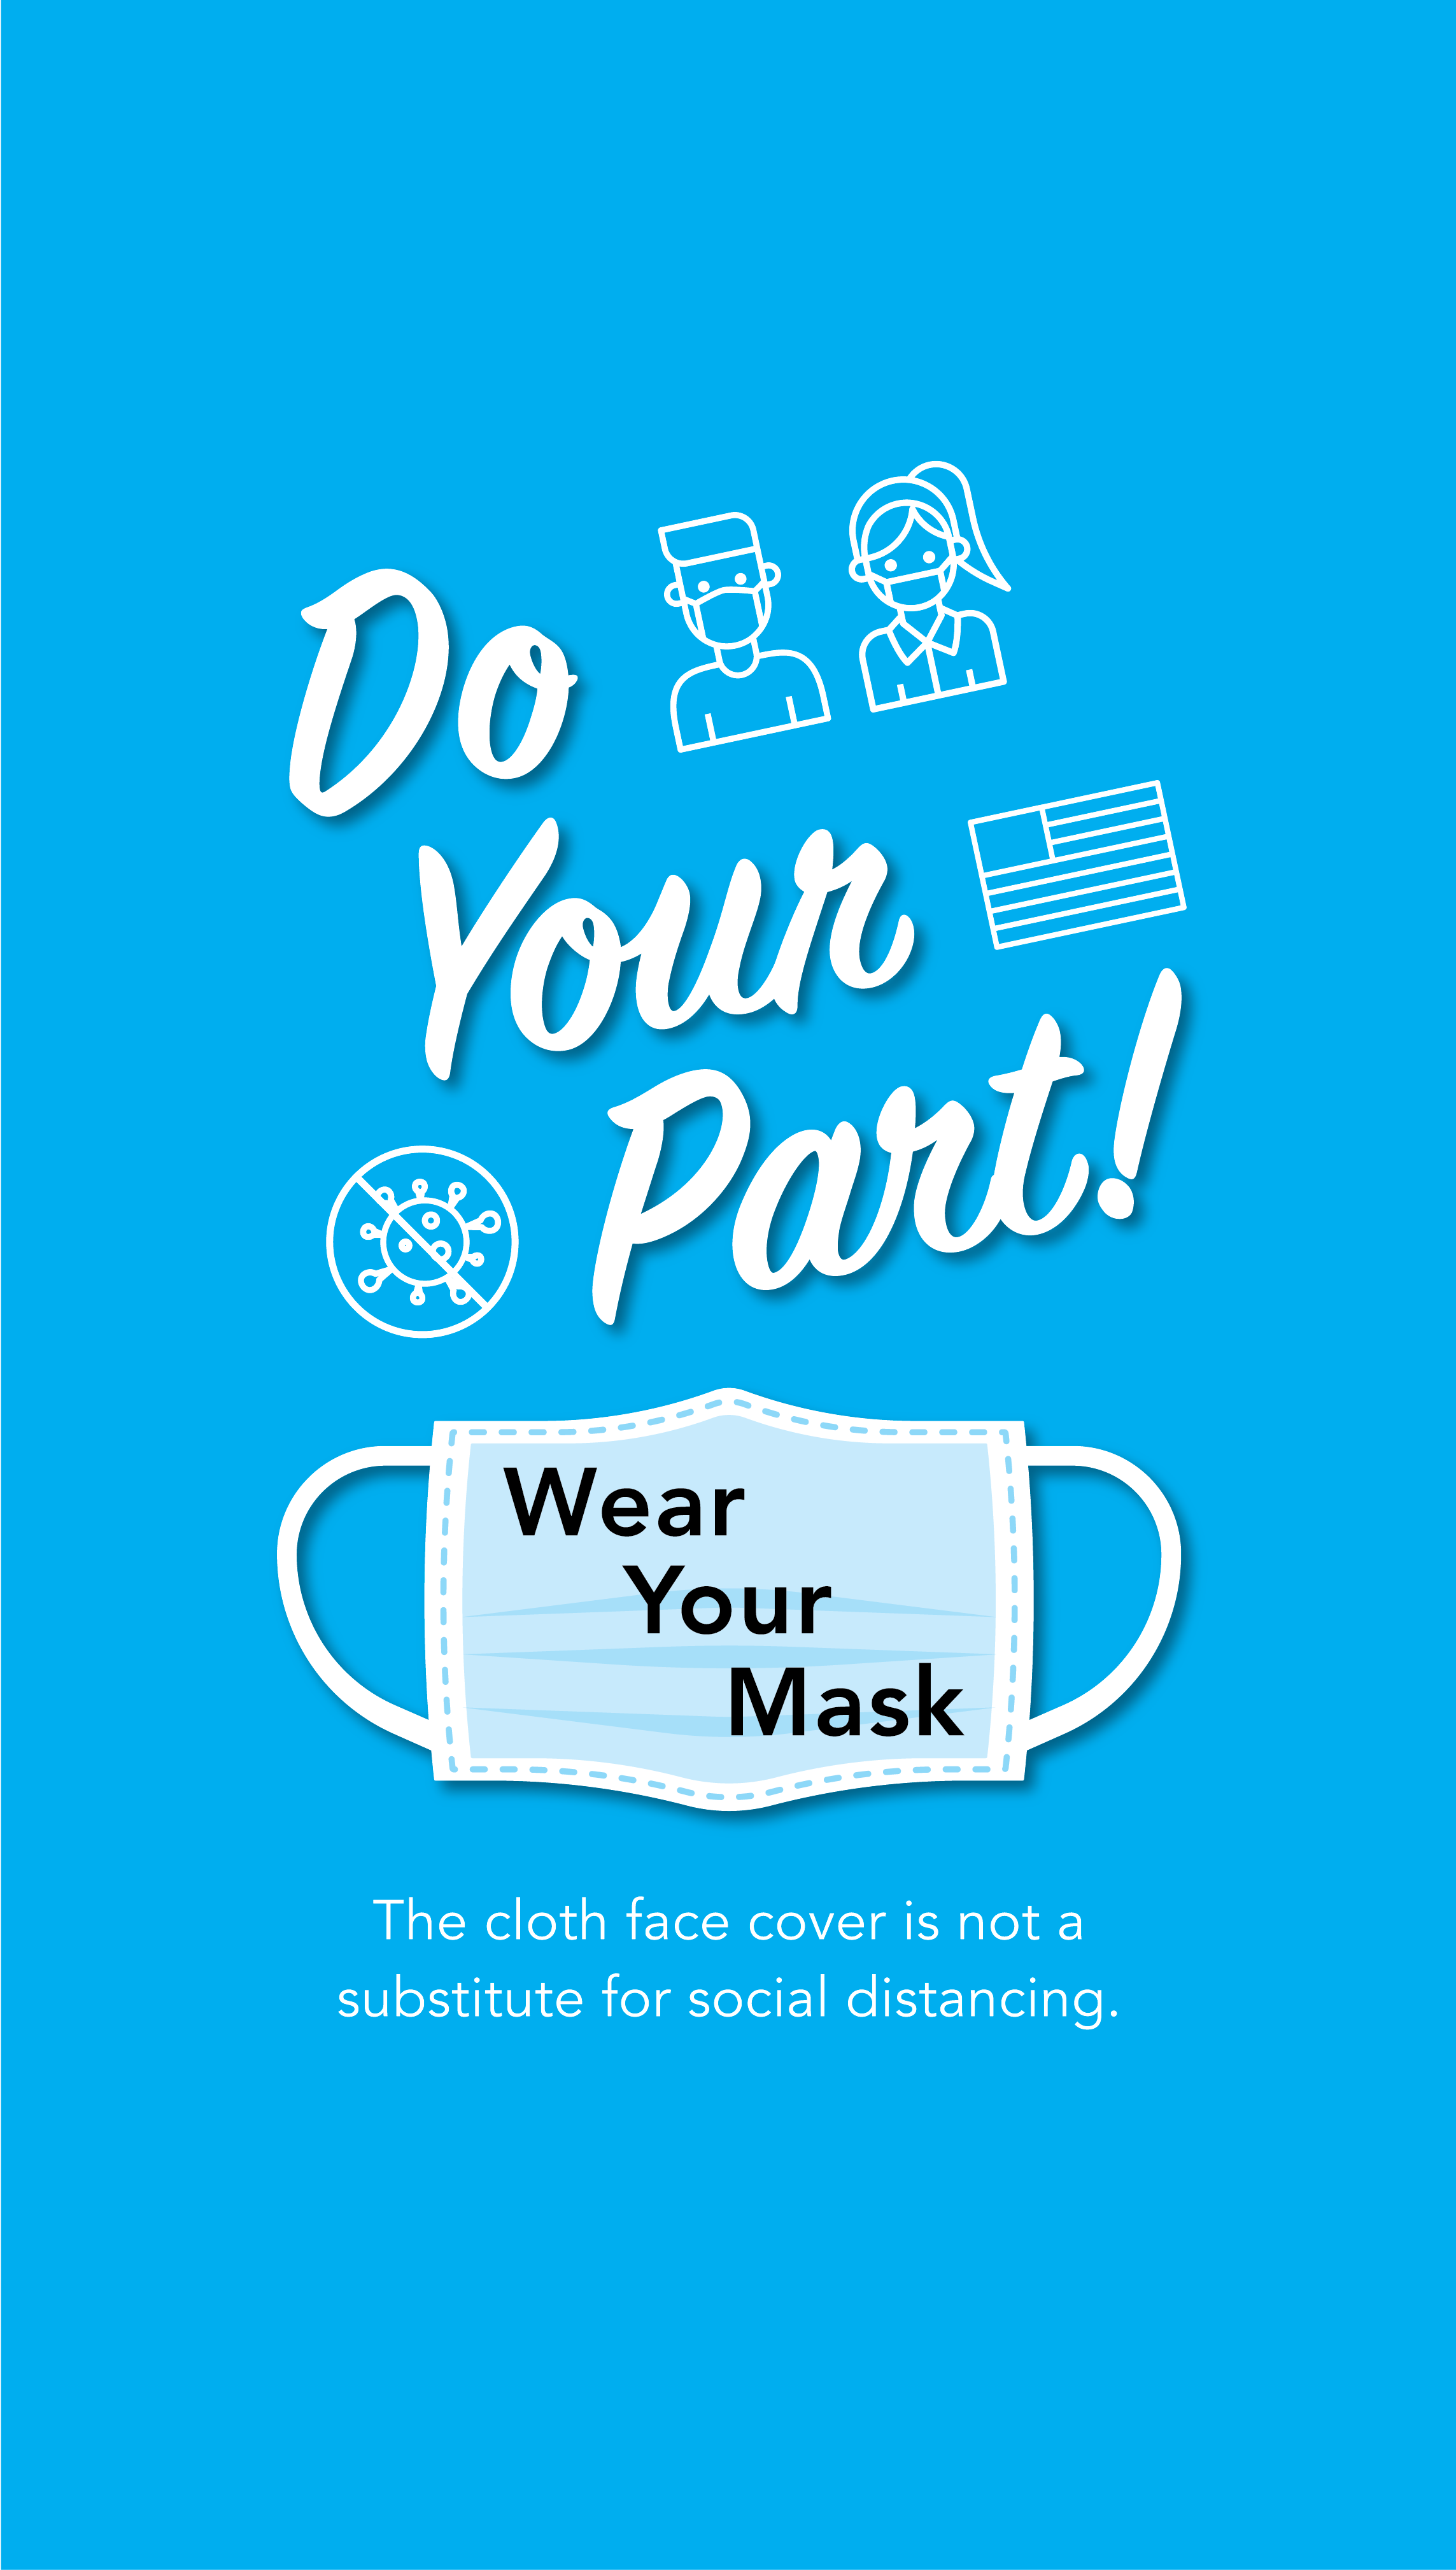 Do
Your
Part!
Wear
Your
Mask
The cloth face cover is not a
substitute for social distancing.